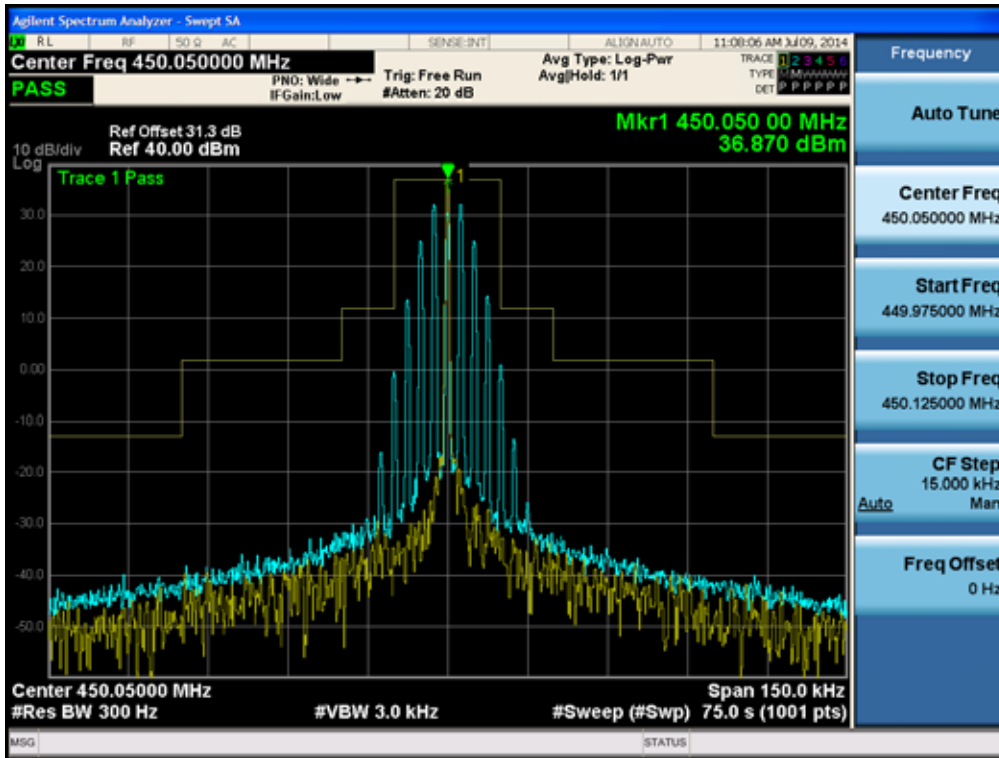 Agilent Spectrum Analyzer - Swept SA
RL RF 50 Ω AC SENSE:INT ALIGN AUTO 11:08:06 AM Jul 09, 2014
Center Freq 450.050000 MHz
PASS
PNO: Wide
IFGain:Low
Trig: Free Run
#Atten: 20 dB
Avg Type: Log-Pwr
Avg|Hold: 1/1
TRACE 1 2 3 4 5 6
TYPE
DET P P P P P P
Mkr1 450.050 00 MHz
36.870 dBm
Ref Offset 31.3 dB
10 dB/div Ref 40.00 dBm
Log
Trace 1 Pass
1
30.0
20.0
10.0
0.00
-10.0
-20.0
-30.0
-40.0
-50.0
Center 450.05000 MHz Span 150.0 kHz
#Res BW 300 Hz #VBW 3.0 kHz #Sweep (#Swp) 75.0 s (1001 pts)
MSG STATUS
Frequency
Auto Tune
Center Freq
450.050000 MHz
Start Freq
449.975000 MHz
Stop Freq
450.125000 MHz
CF Step
15.000 kHz
Auto Man
Freq Offset
0 Hz